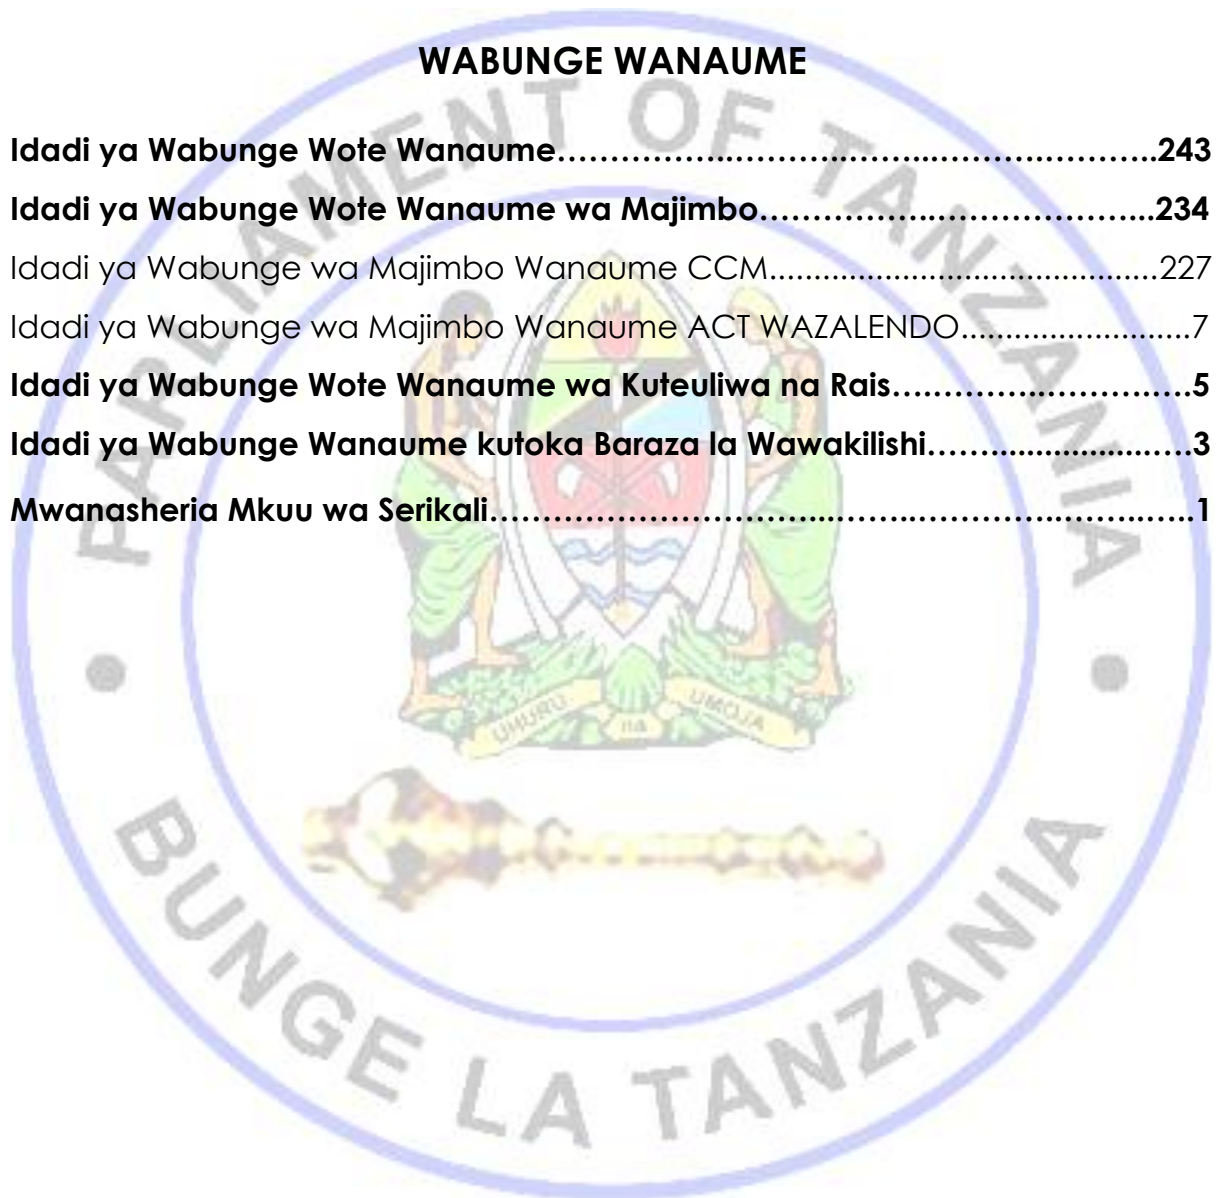 WABUNGE WANAUME
Idadi ya Wabunge Wote Wanaume……………..………..……...……….………..243
Idadi ya Wabunge Wote Wanaume wa Majimbo……………..………………...234
Idadi ya Wabunge wa Majimbo Wanaume CCM............................................227
Idadi ya Wabunge wa Majimbo Wanaume ACT WAZALENDO..........................7
Idadi ya Wabunge Wote Wanaume wa Kuteuliwa na Rais….………..……….….5
Idadi ya Wabunge Wanaume kutoka Baraza la Wawakilishi……....................….3
Mwanasheria Mkuu wa Serikali…………………………...……..…………..……..…..1
PARLIAMENT OF TANZANIA
UHURU NA UMOJA
BUNGE LA TANZANIA